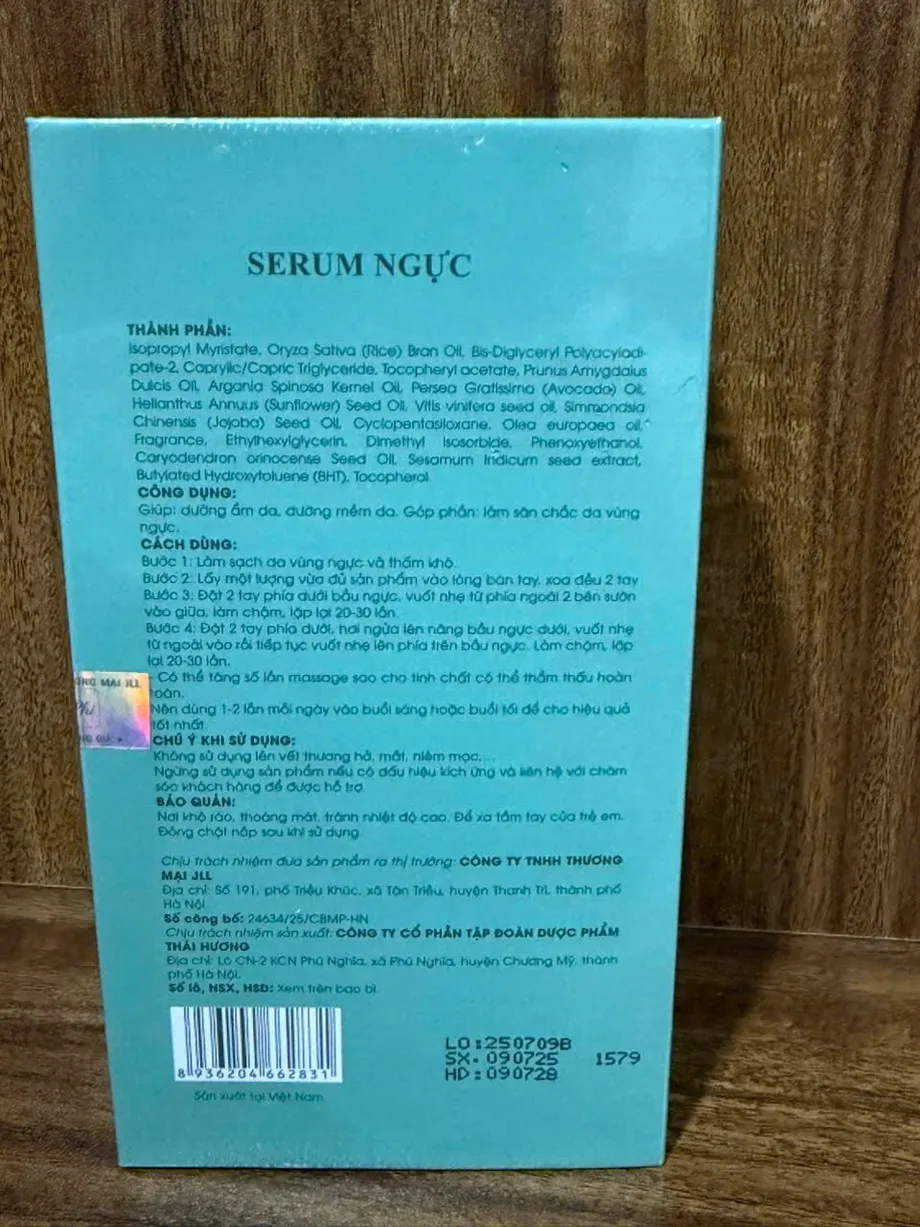 SERUM NGỰC
THÀNH PHẦN:
Isopropyl Myristate, Oryza Sativa (Rice) Bran Oil, Bis-Diglyceryl Polyacyladi-
pate-2, Caprylic/Capric Triglyceride, Tocopheryl acetate, Prunus Amygdalus
Dulcis Oil, Argania Spinosa Kernel Oil, Persea Gratissima (Avocado) Oil,
Helianthus Annuus (Sunflower) Seed Oil, Vitis vinifera seed oil, Simmondsia
Chinensis (Jojoba) Seed Oil, Cyclopentasiloxane, Olea europaea oil,
Fragrance, Ethylhexylglycerin, Dimethyl Isosorbide, Phenoxyethanol,
Caryodendron orinocense Seed Oil, Sesamum Indicum seed extract,
Butylated Hydroxytoluene (BHT), Tocopherol
CÔNG DỤNG:
Giúp: dưỡng ẩm da, dưỡng mềm da. Góp phần: làm săn chắc da vùng
ngực.
CÁCH DÙNG:
Bước 1: Làm sạch da vùng ngực và thấm khô.
Bước 2: Lấy một lượng vừa đủ sản phẩm vào lòng bàn tay, xoa đều 2 tay
Bước 3: Đặt 2 tay phía dưới bầu ngực, vuốt nhẹ từ phía ngoài 2 bên sườn
vào giữa, làm chậm, lặp lại 20-30 lần.
Bước 4: Đặt 2 tay phía dưới, hơi ngửa lên nâng bầu ngực dưới, vuốt nhẹ
từ ngoài vào rồi tiếp tục vuốt nhẹ lên phía trên bầu ngực. Làm chậm, lặp
lại 20-30 lần.
- Có thể tăng số lần massage sao cho tinh chất có thể thẩm thấu hoàn
toàn.
Nên dùng 1-2 lần mỗi ngày vào buổi sáng hoặc buổi tối để cho hiệu quả
tốt nhất.
CHÚ Ý KHI SỬ DỤNG:
Không sử dụng lên vết thương hở, mắt, niêm mạc,...
Ngừng sử dụng sản phẩm nếu có dấu hiệu kích ứng và liên hệ với chăm
sóc khách hàng để được hỗ trợ
BẢO QUẢN:
Nơi khô ráo, thoáng mát, tránh nhiệt độ cao. Để xa tầm tay của trẻ em.
Đóng chặt nắp sau khi sử dụng.
Chịu trách nhiệm đưa sản phẩm ra thị trường: CÔNG TY TNHH THƯƠNG
MẠI JLL
Địa chỉ: Số 191, phố Triều Khúc, xã Tân Triều, huyện Thanh Trì, thành phố
Hà Nội
Số công bố: 24634/25/CBMP-HN
Chịu trách nhiệm sản xuất: CÔNG TY CỔ PHẦN TẬP ĐOÀN DƯỢC PHẨM
THÁI HƯƠNG
Địa chỉ: Lô CN-2 KCN Phú Nghĩa, xã Phú Nghĩa, huyện Chương Mỹ, thành
phố Hà Nội.
Số lô, NSX, HSD: Xem trên bao bì.
8 936204 662831
Sản xuất tại Việt Nam
LO:250709B
SX: 090725 1579
HD:090728
MẠI JLL